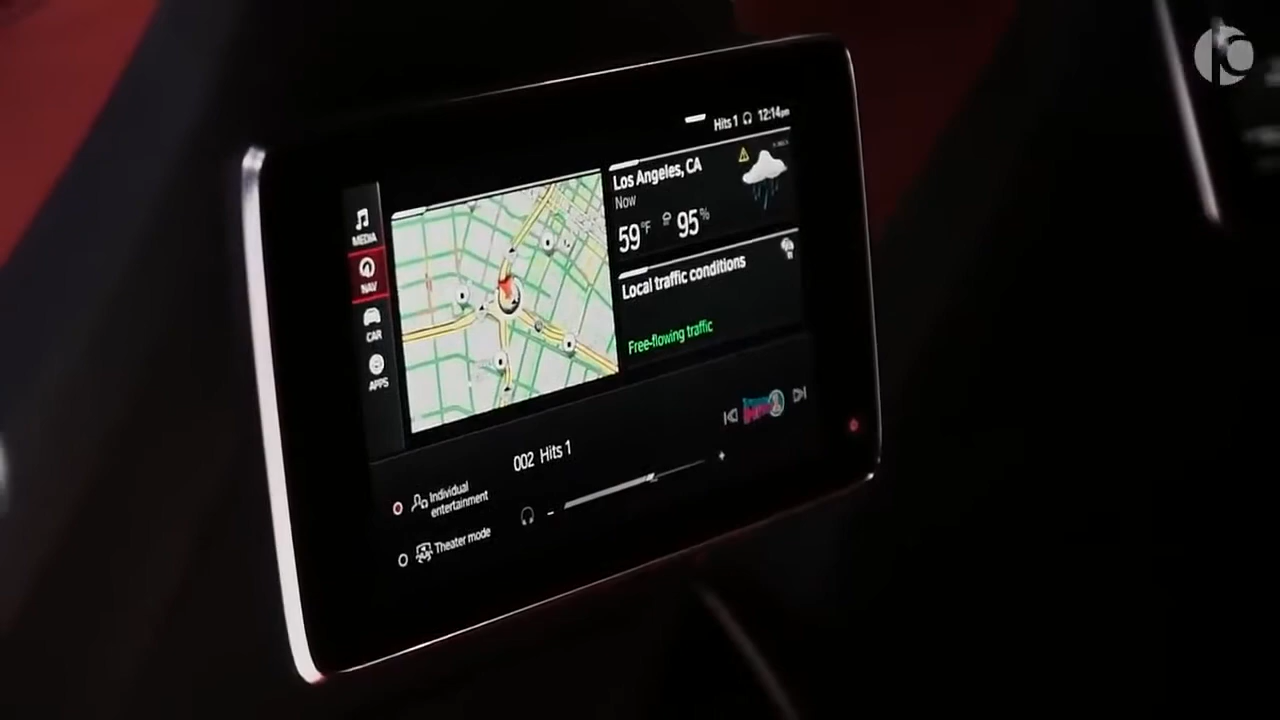 Hits 1 12:14pm
MEDIA
NAV
CAR
APPS
Los Angeles, CA
Now
59°F 95%
Local traffic conditions
Free-flowing traffic
002 Hits 1
- +
Individual
entertainment
Theater mode